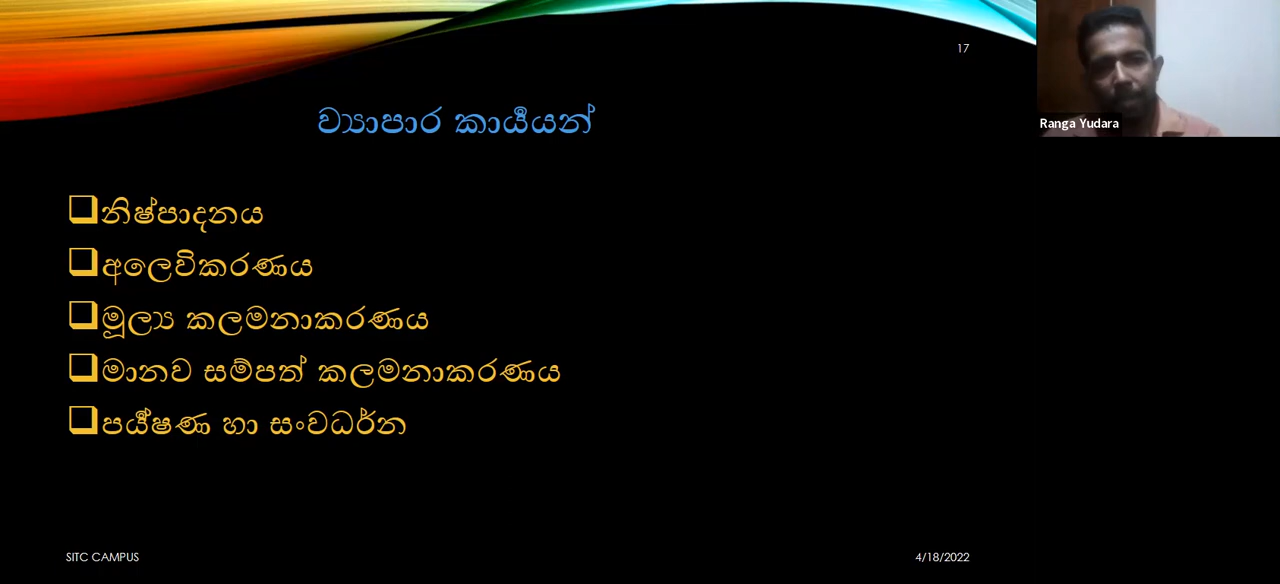 17
ව්‍යාපාර කාර්යයන්
Ranga Yudara
නිෂ්පාදනය
අලෙවිකරණය
මූල්‍ය කලමනාකරණය
මානව සම්පත් කලමනාකරණය
පර්යේෂණ හා සංවර්ධන
SITC CAMPUS
4/18/2022